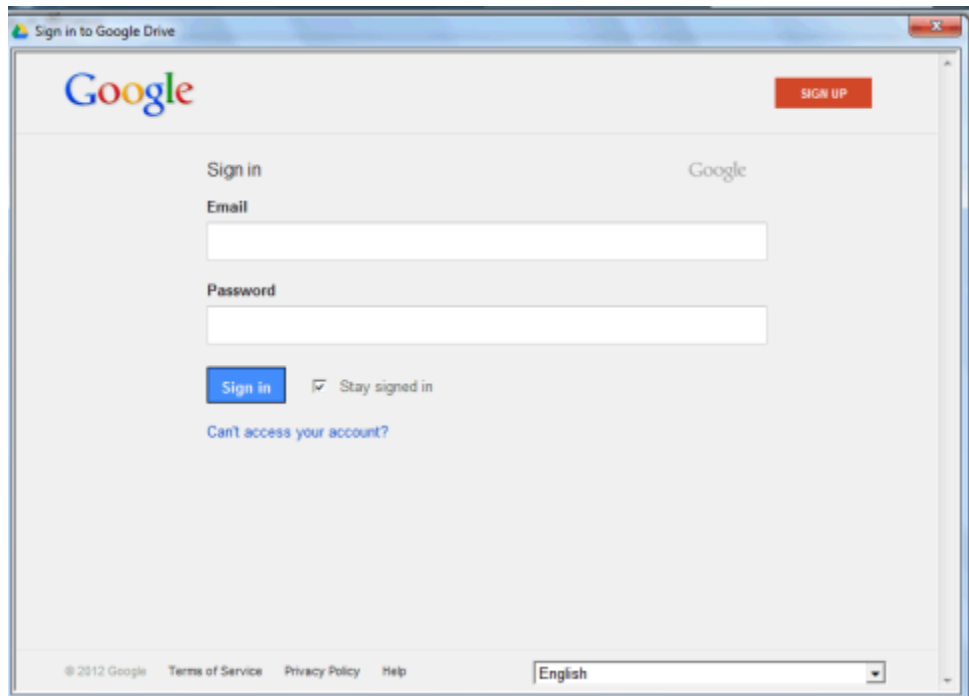 Sign in to Google Drive
Google
SIGN UP
Sign in
Google
Email
Password
Sign in
Stay signed in
Can't access your account?
© 2012 Google Terms of Service Privacy Policy Help
English